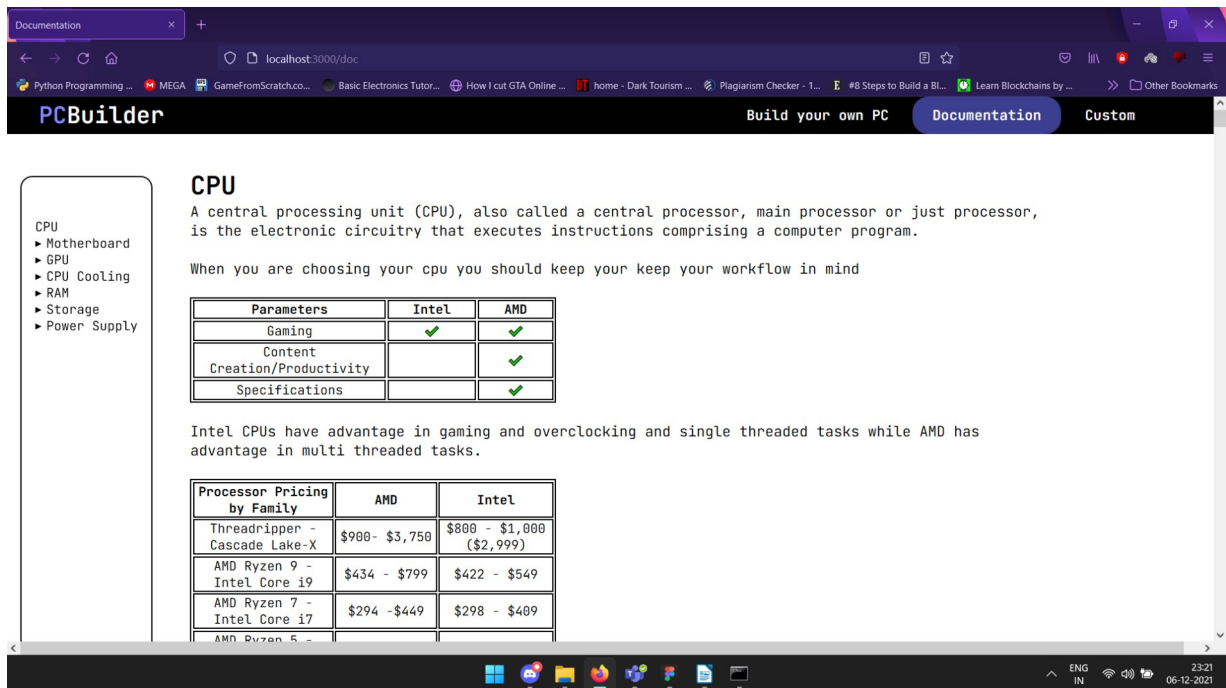 Documentation
localhost:3000/doc
Python Programming ... MEGA GameFromScratch.co... Basic Electronics Tutor... How I cut GTA Online ... DT home - Dark Tourism ... Plagiarism Checker - 1... E #8 Steps to Build a Bl... Learn Blockchains by ... Other Bookmarks
PCBuilder Build your own PC Documentation Custom
CPU
Motherboard
GPU
CPU Cooling
RAM
Storage
Power Supply
CPU
A central processing unit (CPU), also called a central processor, main processor or just processor,
is the electronic circuitry that executes instructions comprising a computer program.
When you are choosing your cpu you should keep your keep your workflow in mind
Parameters Intel AMD
Gaming ✔ ✔
Content
Creation/Productivity ✔
Specifications ✔
Intel CPUs have advantage in gaming and overclocking and single threaded tasks while AMD has
advantage in multi threaded tasks.
Processor Pricing
by Family AMD Intel
Threadripper -
Cascade Lake-X $900- $3,750 $800 - $1,000
($2,999)
AMD Ryzen 9 -
Intel Core i9 $434 - $799 $422 - $549
AMD Ryzen 7 -
Intel Core i7 $294 -$449 $298 - $409
AMD Ryzen 5 -
ENG
IN
23:21
06-12-2021